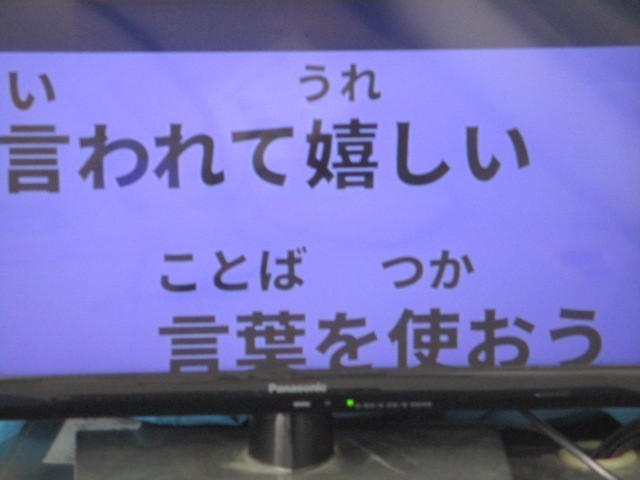 い うれ
言われて嬉しい
ことば つか
言葉を使おう
Panasonic